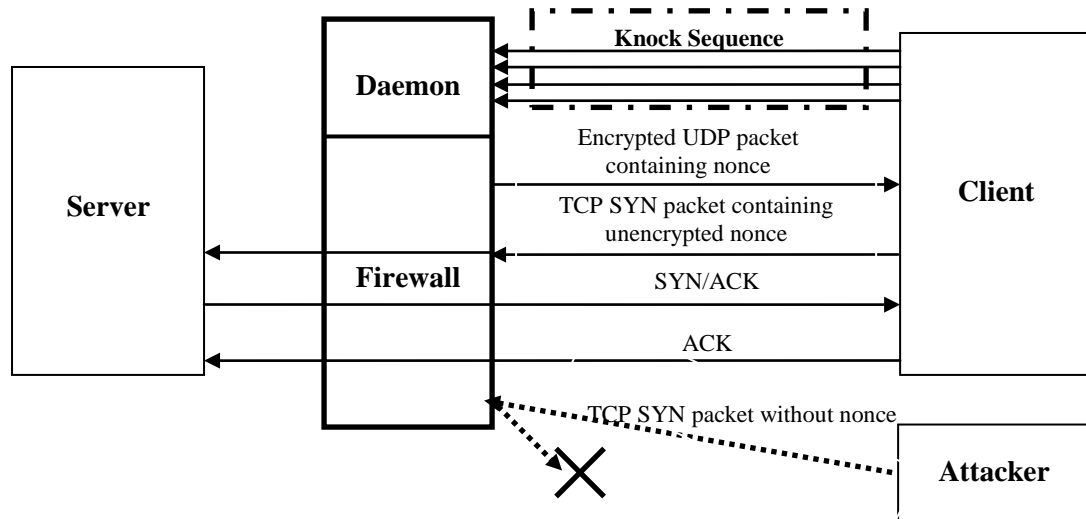 Knock Sequence
Daemon
Encrypted UDP packet
containing nonce
Client
Server
TCP SYN packet containing
unencrypted nonce
Firewall
SYN/ACK
ACK
TCP SYN packet without nonce
Attacker